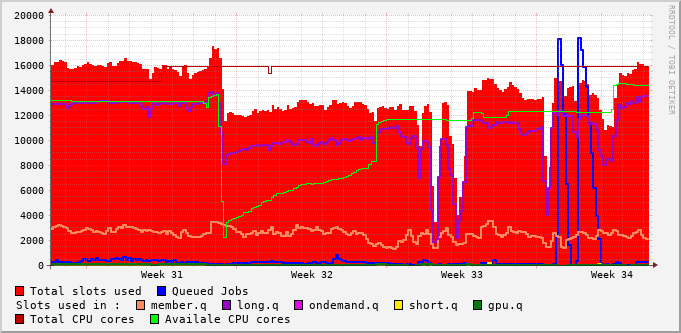 20000
18000
16000
14000
12000
10000
8000
6000
4000
2000
0
Week 31 Week 32 Week 33 Week 34
RRDTOOL / TOBI OETIKER
Total slots used Queued Jobs
Slots used in : member.q long.q ondemand.q short.q gpu.q
Total CPU cores Availale CPU cores